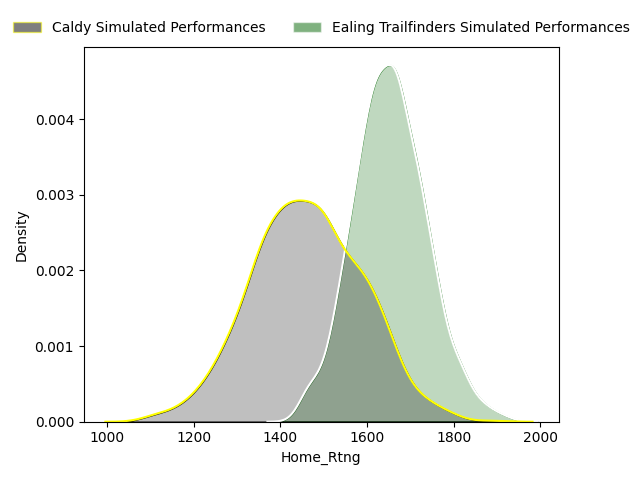 Caldy Simulated Performances
Ealing Trailfinders Simulated Performances
0.004
0.003
0.002
0.001
0.000
Density
1000 1200 1400 1600 1800 2000
Home_Rtng